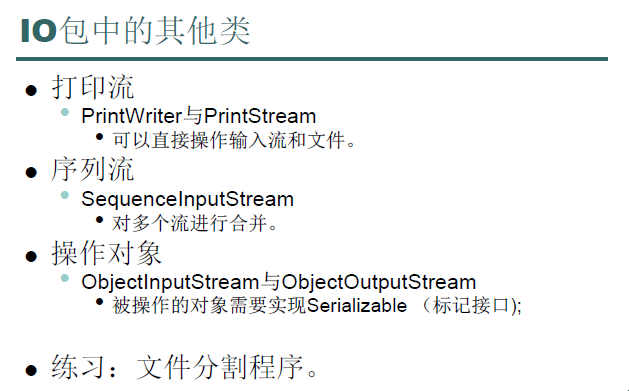 IO包中的其他类
打印流
PrintWriter与PrintStream
可以直接操作输入流和文件。
序列流
SequenceInputStream
对多个流进行合并。
操作对象
ObjectInputStream与ObjectOutputStream
被操作的对象需要实现Serializable （标记接口);
练习：文件分割程序。